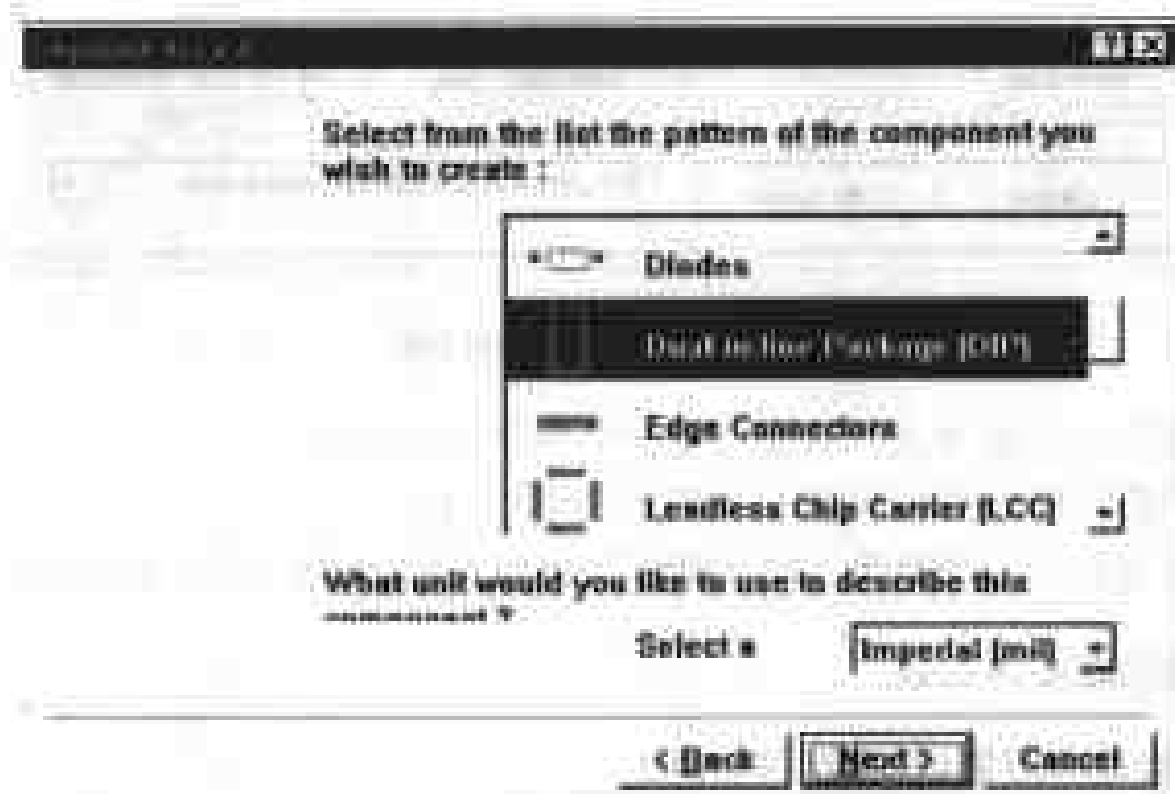 Select from the list the pattern of the component you
wish to create :
Diodes
Dual in-line Package (DIP)
Edge Connectors
Leadless Chip Carrier (LCC)
What unit would you like to use to describe this
component ?
Select a
Imperial (mil)
< Back
Next >
Cancel